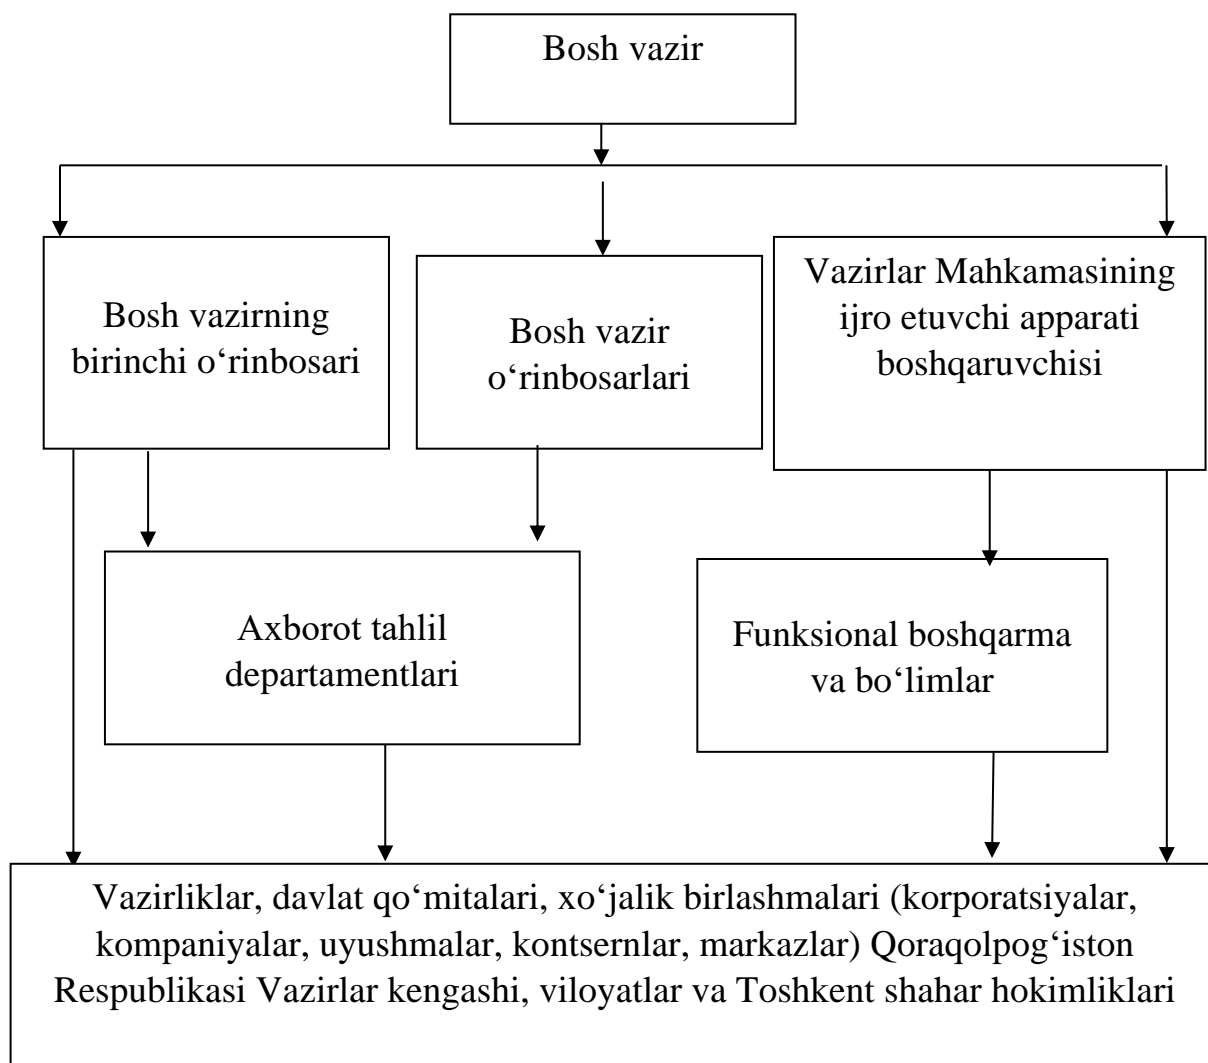 Bosh vazir
Bosh vazirning
birinchi o‘rinbosari
Bosh vazir
o‘rinbosarlari
Vazirlar Mahkamasining
ijro etuvchi apparati
boshqaruvchisi
Axborot tahlil
departamentlari
Funksional boshqarma
va bo‘limlar
Vazirliklar, davlat qo‘mitalari, xo‘jalik birlashmalari (korporatsiyalar,
kompaniyalar, uyushmalar, kontsernlar, markazlar) Qoraqolpog‘iston
Respublikasi Vazirlar kengashi, viloyatlar va Toshkent shahar hokimliklari